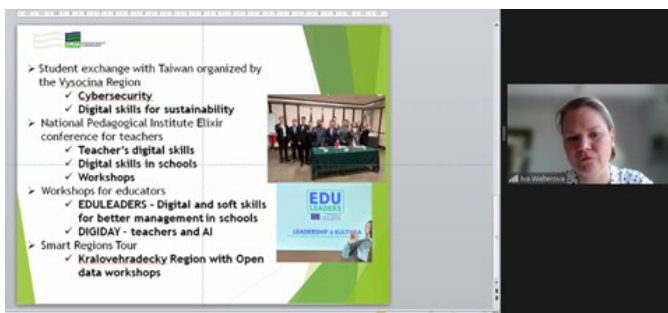 ➢ Student exchange with Taiwan organized by
the Vysocina Region
✓ Cybersecurity
✓ Digital skills for sustainability
➢ National Pedagogical Institute Elixir
conference for teachers
✓ Teacher's digital skills
✓ Digital skills in schools
✓ Workshops
➢ Workshops for educators
✓ EDULEADERS - Digital and soft skills
for better management in schools
✓ DIGIDAY - teachers and AI
➢ Smart Regions Tour
✓ Kralovehradecky Region with Open
data workshops
EDU
LEADERS
LEADERSHIP a KULTURA
Iva Walterova